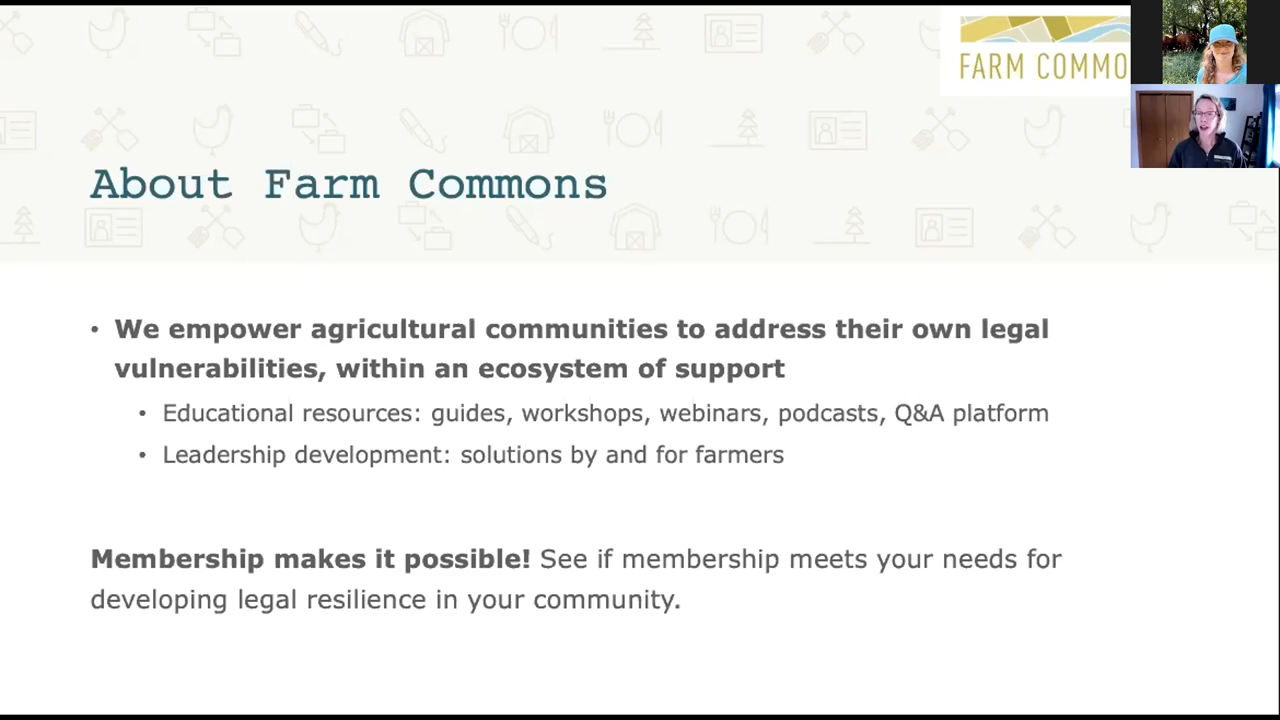 FARM COMMO
About Farm Commons
• We empower agricultural communities to address their own legal
vulnerabilities, within an ecosystem of support
• Educational resources: guides, workshops, webinars, podcasts, Q&A platform
• Leadership development: solutions by and for farmers
Membership makes it possible! See if membership meets your needs for
developing legal resilience in your community.